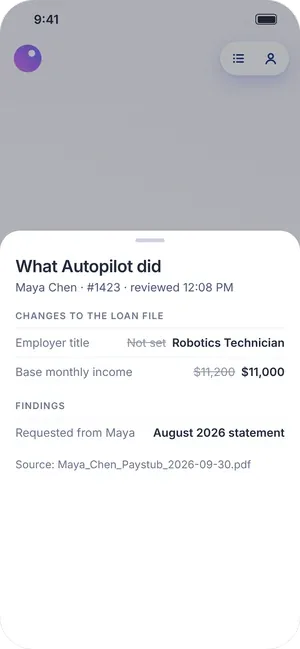 9:41
What Autopilot did
Maya Chen · #1423 · reviewed 12:08 PM
CHANGES TO THE LOAN FILE
Employer title Not set Robotics Technician
Base monthly income $11,200 $11,000
FINDINGS
Requested from Maya August 2026 statement
Source: Maya_Chen_Paystub_2026-09-30.pdf